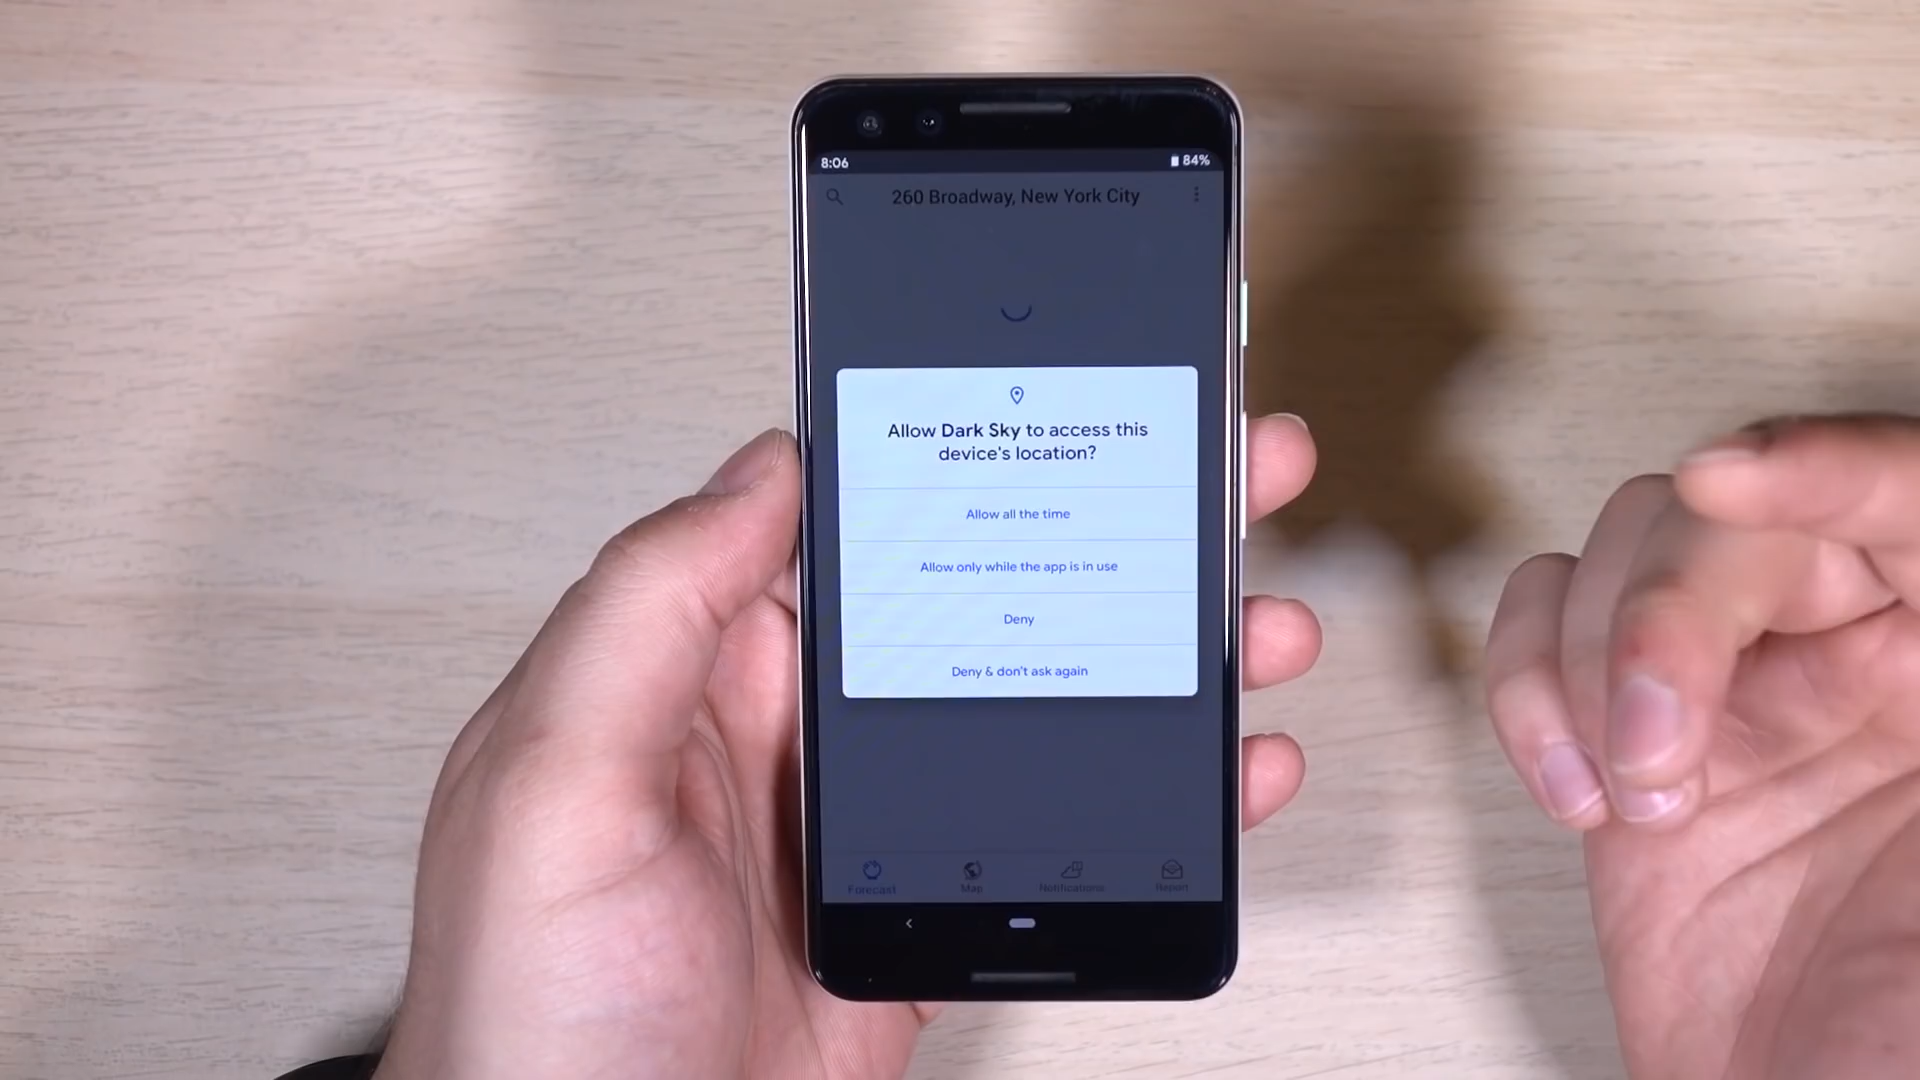 8:06
84%
260 Broadway, New York City
Allow Dark Sky to access this
device's location?
Allow all the time
Allow only while the app is in use
Deny
Deny & don't ask again
Forecast
Map
Notifications
Report